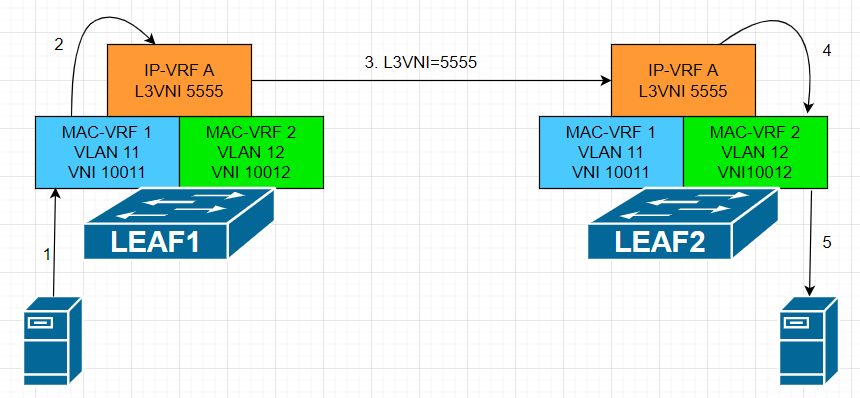 2
IP-VRF A
L3VNI 5555
3. L3VNI=5555
IP-VRF A
L3VNI 5555
4
MAC-VRF 1
VLAN 11
VNI 10011
MAC-VRF 2
VLAN 12
VNI 10012
MAC-VRF 1
VLAN 11
VNI 10011
MAC-VRF 2
VLAN 12
VNI10012
LEAF1
LEAF2
1
5